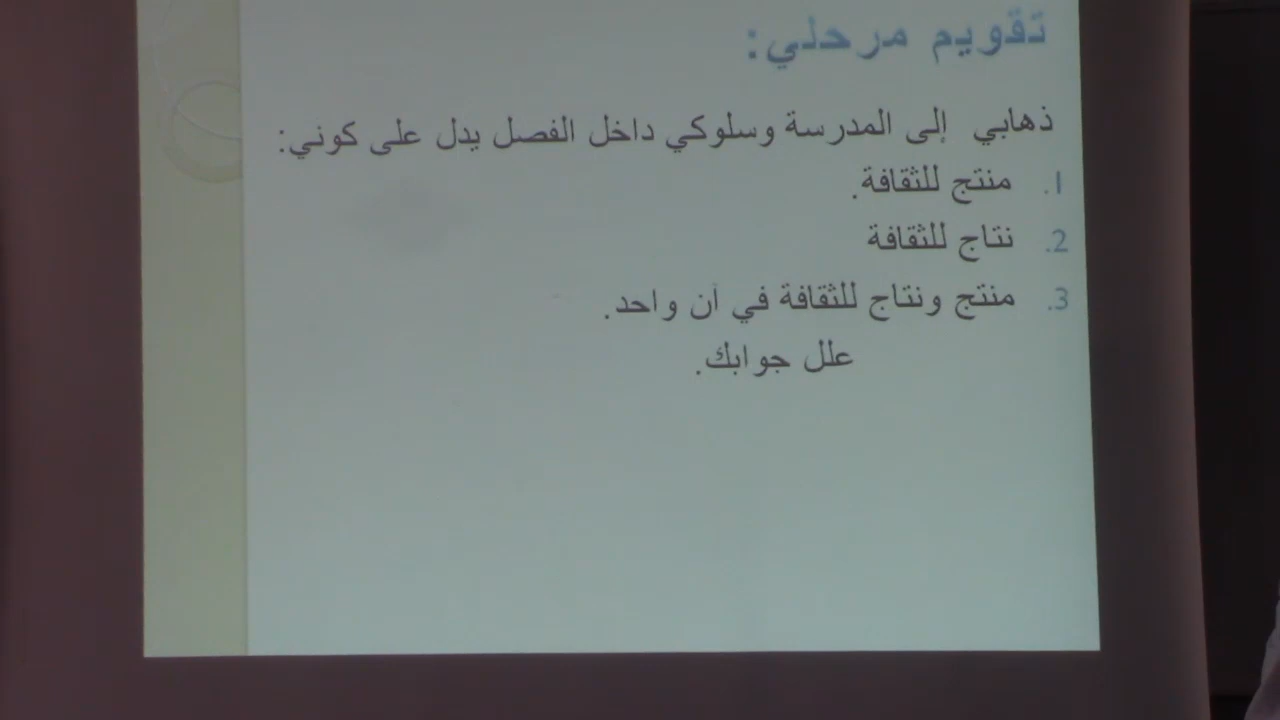 تقويم مرحلي:
ذهابي إلى المدرسة وسلوكي داخل الفصل يدل على كوني:
1. منتج للثقافة.
2. نتاج للثقافة
3. منتج ونتاج للثقافة في آن واحد.
علل جوابك.